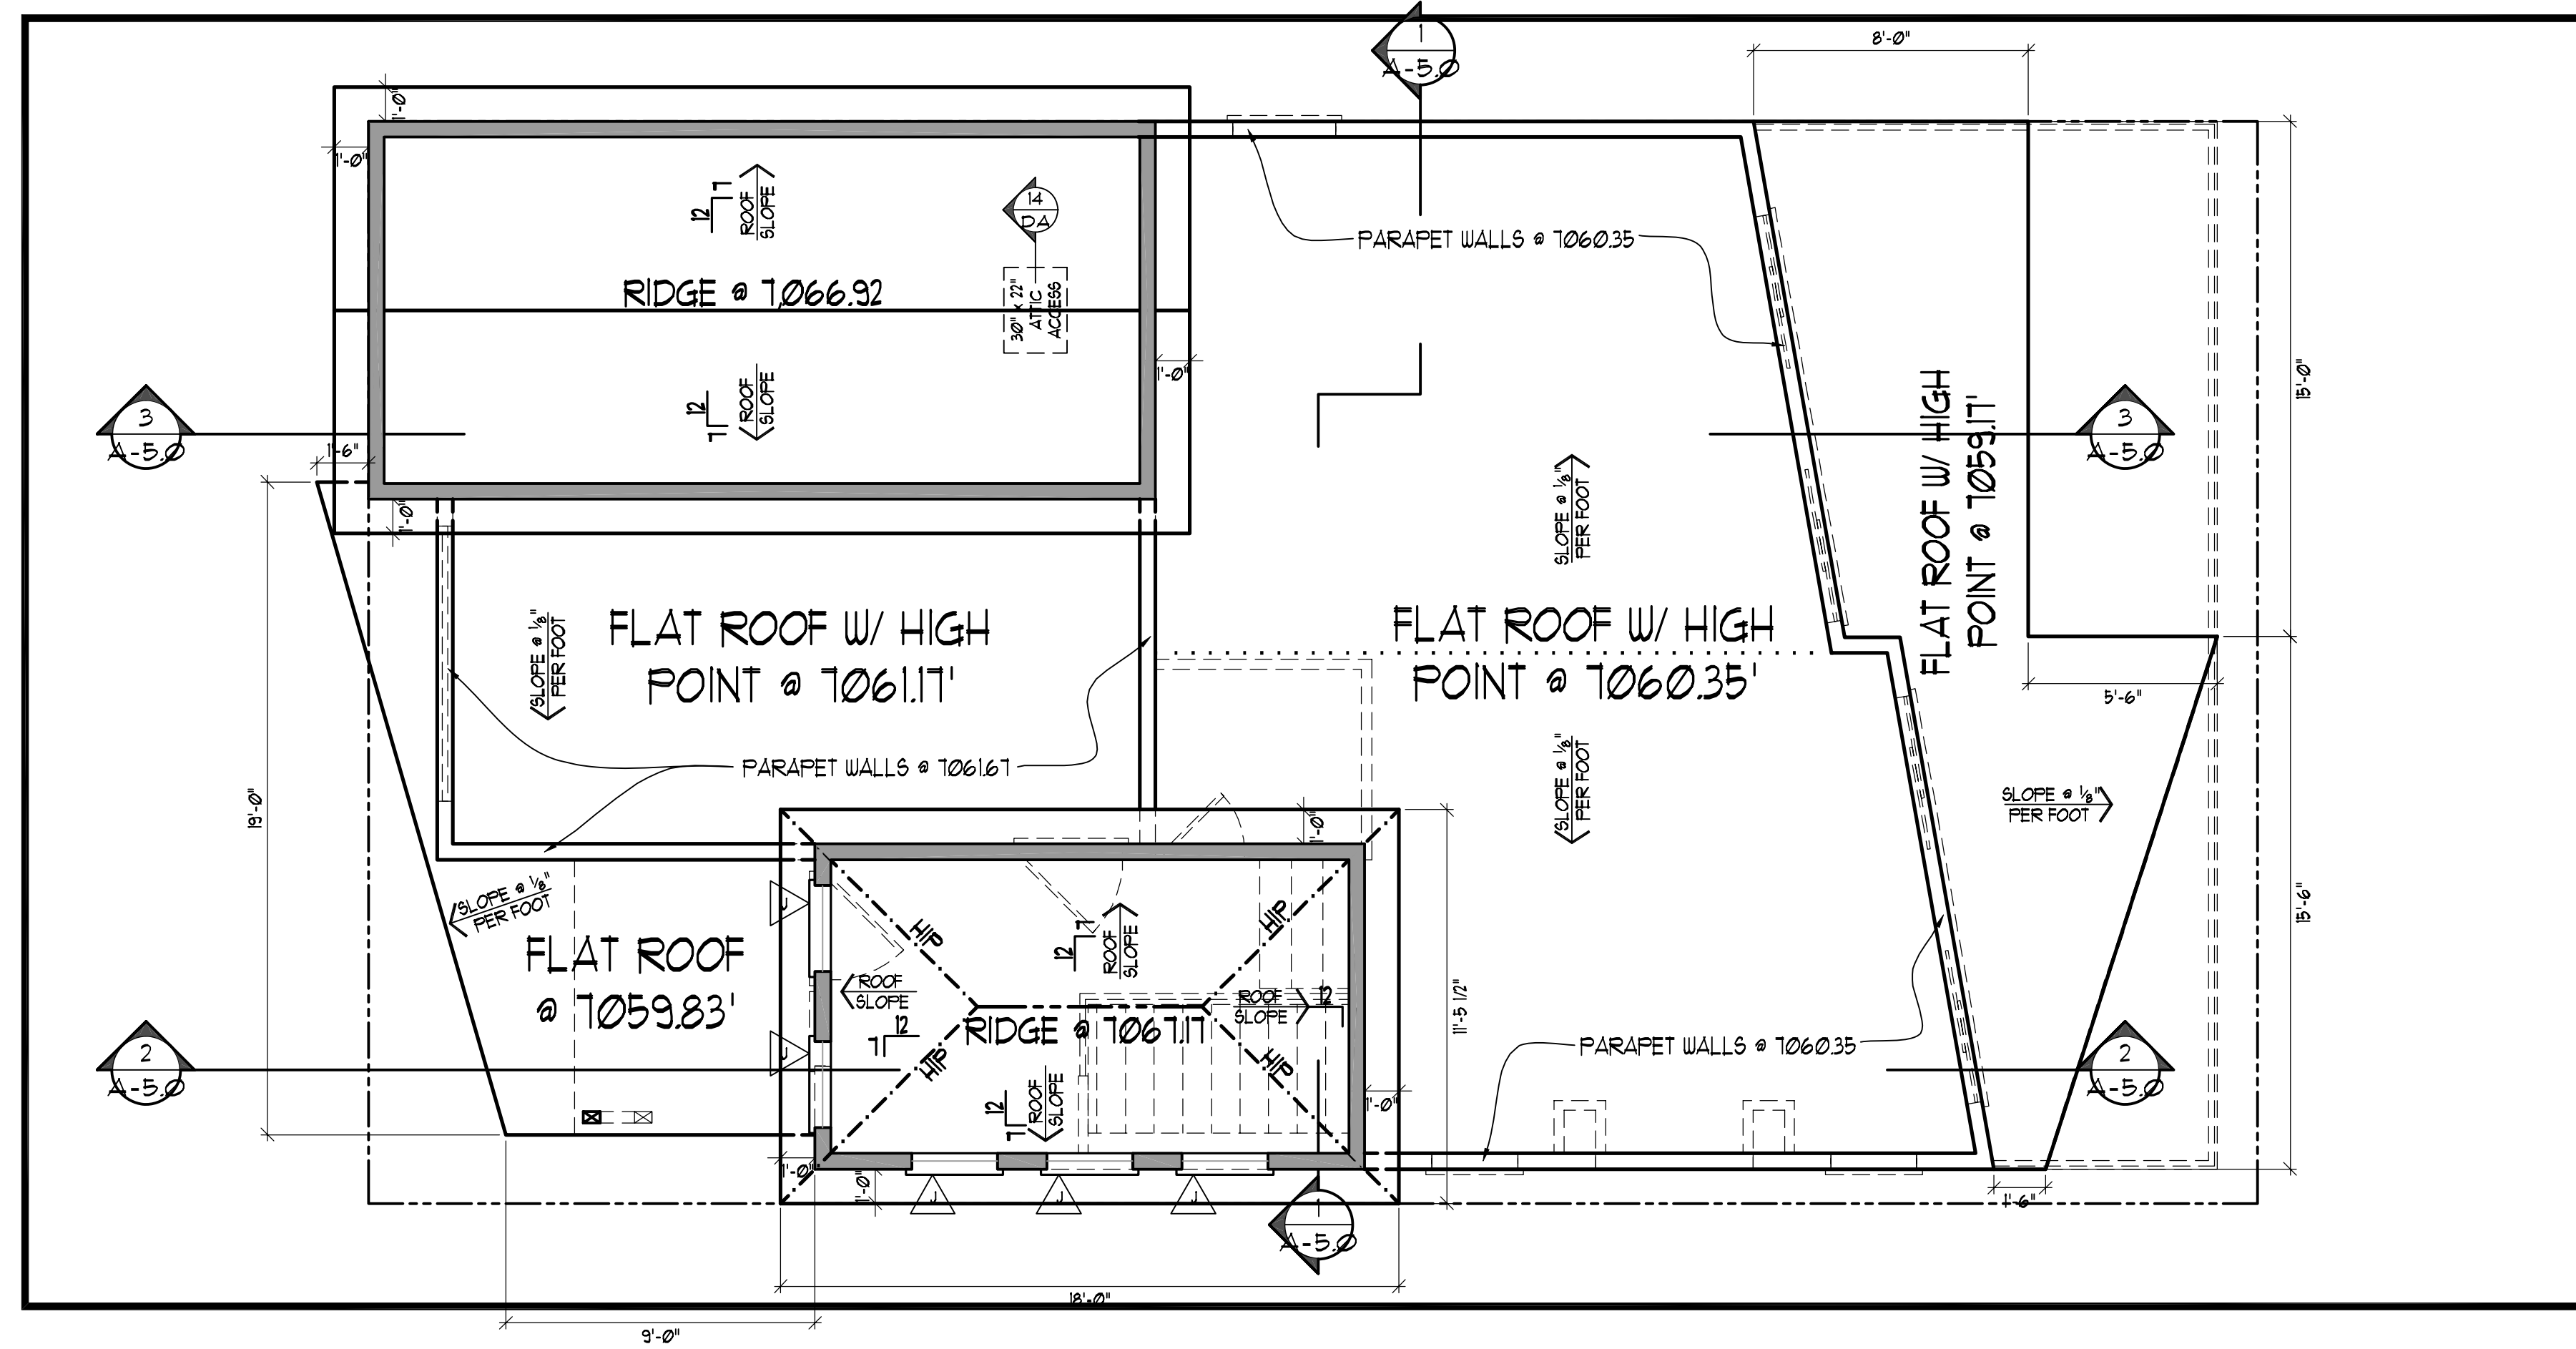 1
A-5.0
8'-0"
1'-0"
1'-0"
12
7
ROOF
SLOPE
14
DA
PARAPET WALLS @ 7060.35
RIDGE @ 7,066.92
30" x 22"
ATTIC
ACCESS
12
7
ROOF
SLOPE
1'-0"
15'-0"
3
A-5.0
3
A-5.0
1'-6"
1'-0"
FLAT ROOF W/ HIGH
POINT @ 7059.17'
SLOPE @ 1/8"
PER FOOT
SLOPE @ 1/8"
PER FOOT
FLAT ROOF W/ HIGH
POINT @ 7061.17'
FLAT ROOF W/ HIGH
POINT @ 7060.35'
5'-6"
PARAPET WALLS @ 7061.67
SLOPE @ 1/8"
PER FOOT
SLOPE @ 1/8"
PER FOOT
19'-0"
1'-0"
SLOPE @ 1/8"
PER FOOT
15'-6"
FLAT ROOF
@ 7059.83'
J
HIP
HIP
12
7
ROOF
SLOPE
ROOF
SLOPE
12
7
ROOF
SLOPE
12
7
RIDGE @ 7067.17
11'-5 1/2"
J
HIP
HIP
12
7
ROOF
SLOPE
PARAPET WALLS @ 7060.35
2
A-5.0
2
A-5.0
1'-0"
1'-0"
1'-0"
J
J
J
1'-6"
1
A-5.0
18'-0"
9'-0"